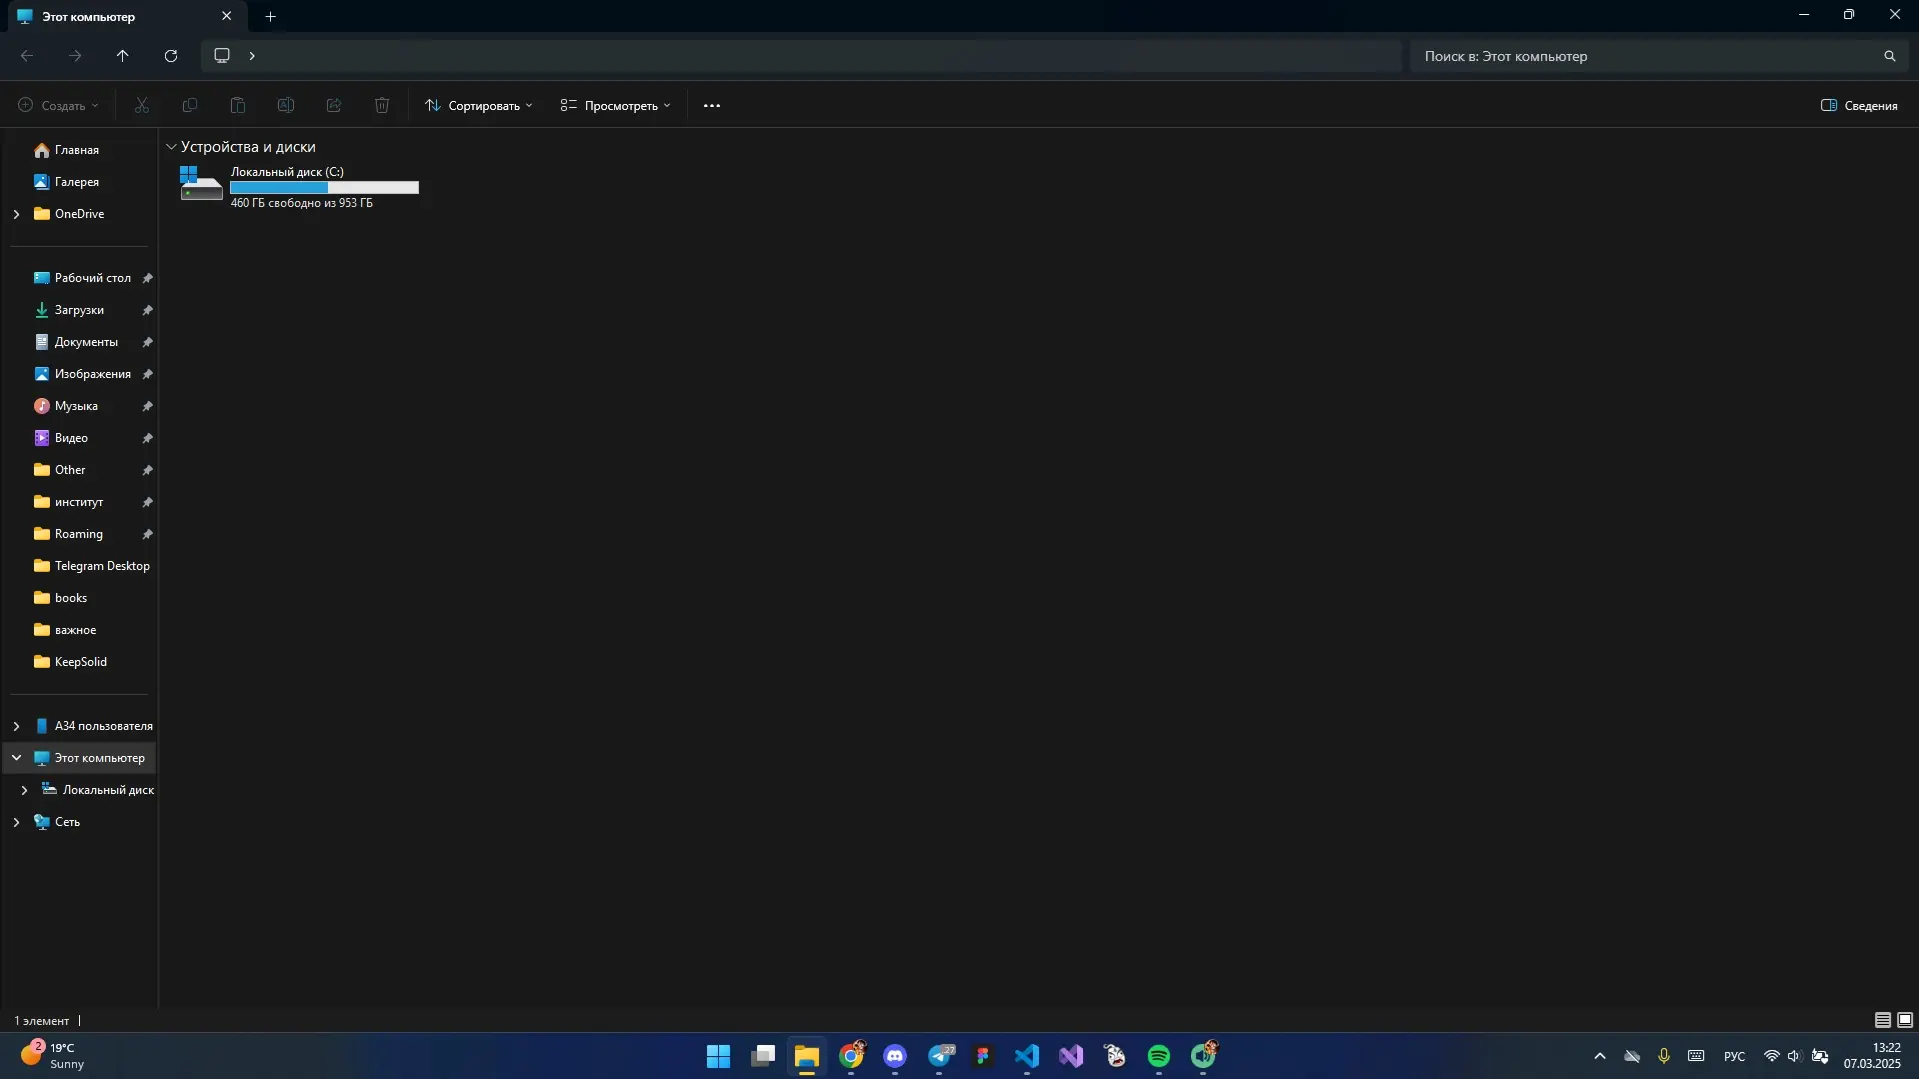 Этот компьютер
Поиск в: Этот компьютер
Создать
Сортировать
Просмотреть
Сведения
Главная
Галерея
OneDrive
Рабочий стол
Загрузки
Документы
Изображения
Музыка
Видео
Other
институт
Roaming
Telegram Desktop
books
важное
KeepSolid
A34 пользователя
Этот компьютер
Локальный диск
Сеть
Устройства и диски
Локальный диск (C:)
460 ГБ свободно из 953 ГБ
1 элемент
2
19°C
Sunny
27
РУС
13:22
07.03.2025